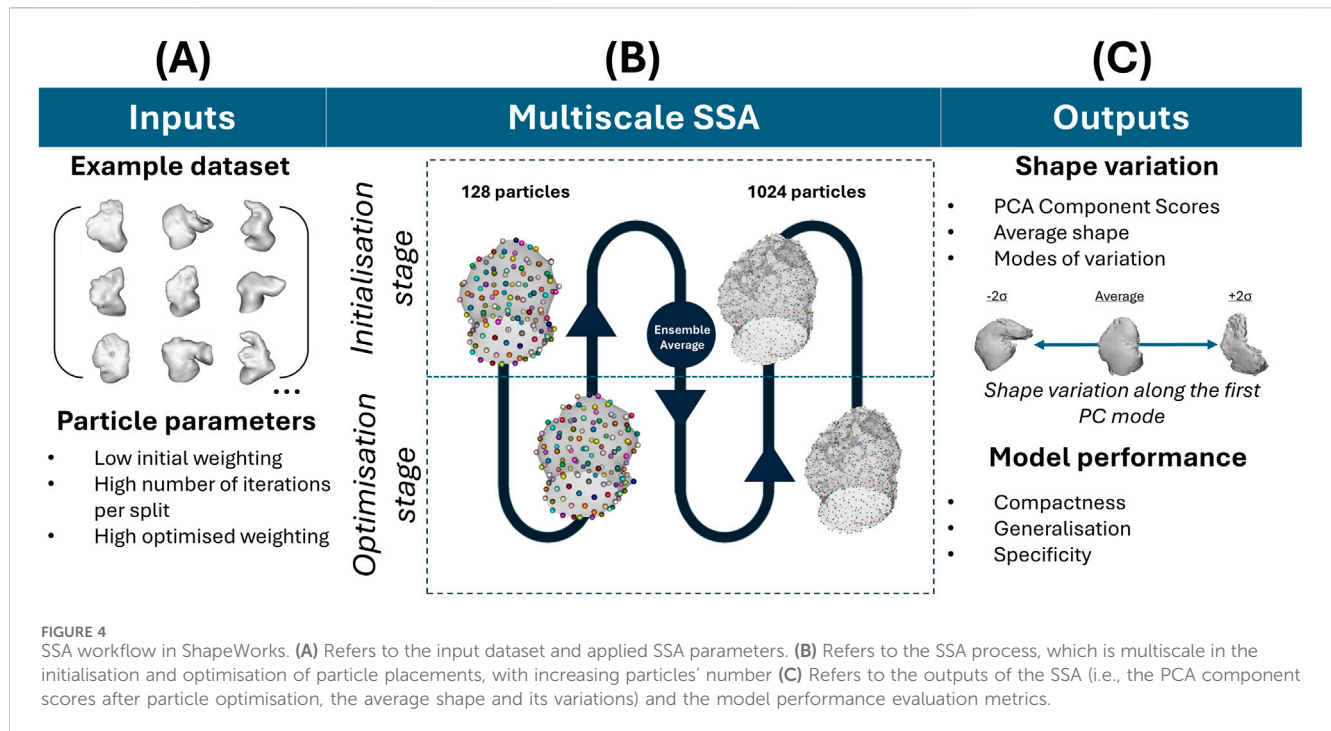 (A)
(B)
(C)
Inputs
Multiscale SSA
Outputs
Example dataset
...
Particle parameters
• Low initial weighting
• High number of iterations
per split
• High optimised weighting
Initialisation
stage
Optimisation
stage
128 particles
1024 particles
Ensemble
Average
Shape variation
• PCA Component Scores
• Average shape
• Modes of variation
-2σ
Average
+2σ
Shape variation along the first
PC mode
Model performance
• Compactness
• Generalisation
• Specificity
FIGURE 4
SSA workflow in ShapeWorks. (A) Refers to the input dataset and applied SSA parameters. (B) Refers to the SSA process, which is multiscale in the
initialisation and optimisation of particle placements, with increasing particles' number (C) Refers to the outputs of the SSA (i.e., the PCA component
scores after particle optimisation, the average shape and its variations) and the model performance evaluation metrics.